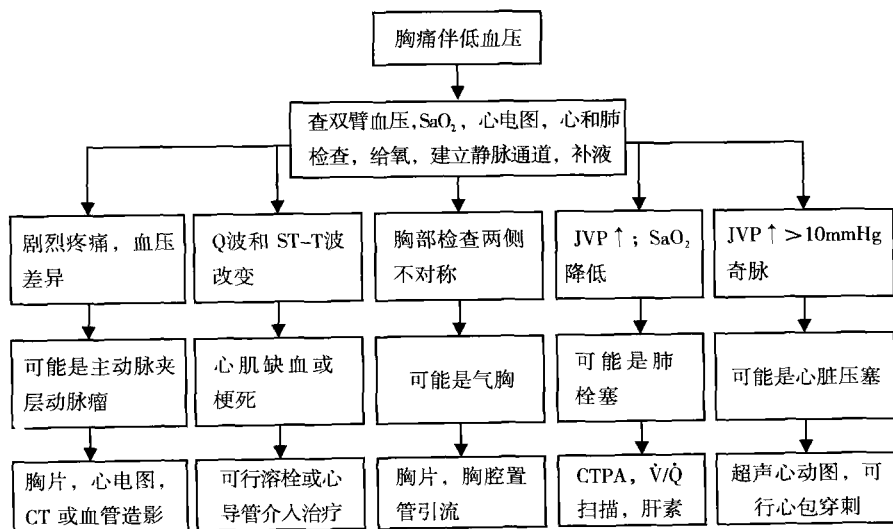 胸痛伴低血压
查双臂血压,SaO₂，心电图，心和肺
检查，给氧，建立静脉通道，补液
剧烈疼痛，血压
差异
Q波和 ST-T波
改变
胸部检查两侧
不对称
JVP ↑；SaO₂
降低
JVP ↑ > 10mmHg
奇脉
可能是主动脉夹
层动脉瘤
心肌缺血或
梗死
可能是气胸
可能是肺
栓塞
可能是心脏压塞
胸片，心电图，
CT 或血管造影
可行溶栓或心
导管介入治疗
胸片，胸腔置
管引流
CTPA，V̇/Q̇
扫描，肝素
超声心动图，可
行心包穿刺